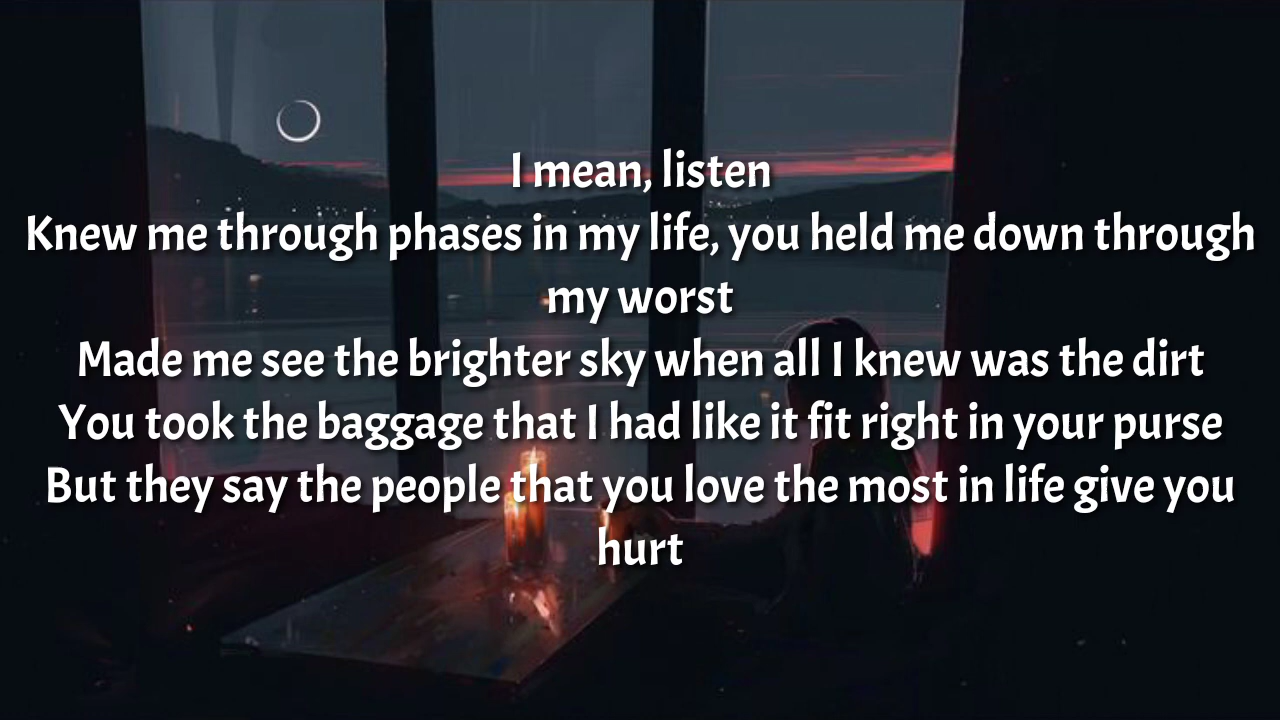 I mean, listen
Knew me through phases in my life, you held me down through
my worst
Made me see the brighter sky when all I knew was the dirt
You took the baggage that I had like it fit right in your purse
But they say the people that you love the most in life give you
hurt